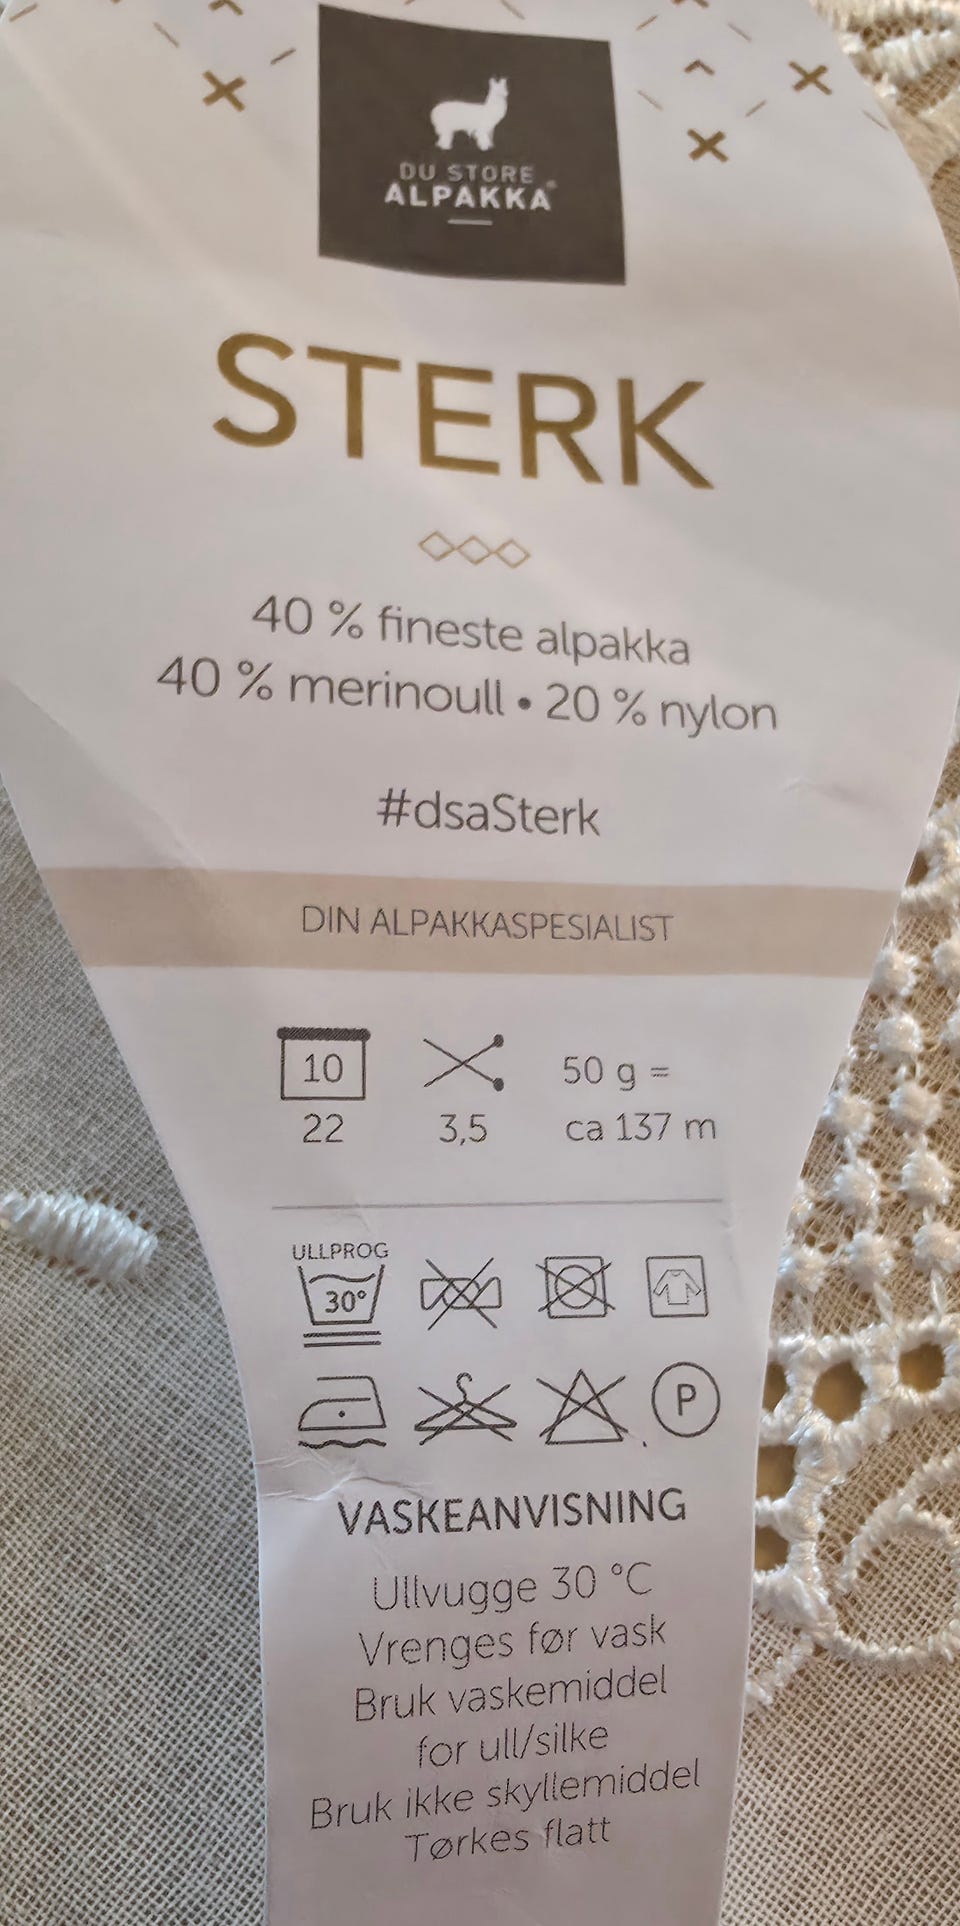 DU STORE
ALPAKKA®
STERK
40 % fineste alpakka
40 % merinoull • 20 % nylon
#dsaSterk
DIN ALPAKKASPESIALIST
10
50 g =
22
3,5
ca 137 m
ULLPROG
30°
P
VASKEANVISNING
Ullvugge 30 °C
Vrenges før vask
Bruk vaskemiddel
for ull/silke
Bruk ikke skyllemiddel
Tørkes flatt